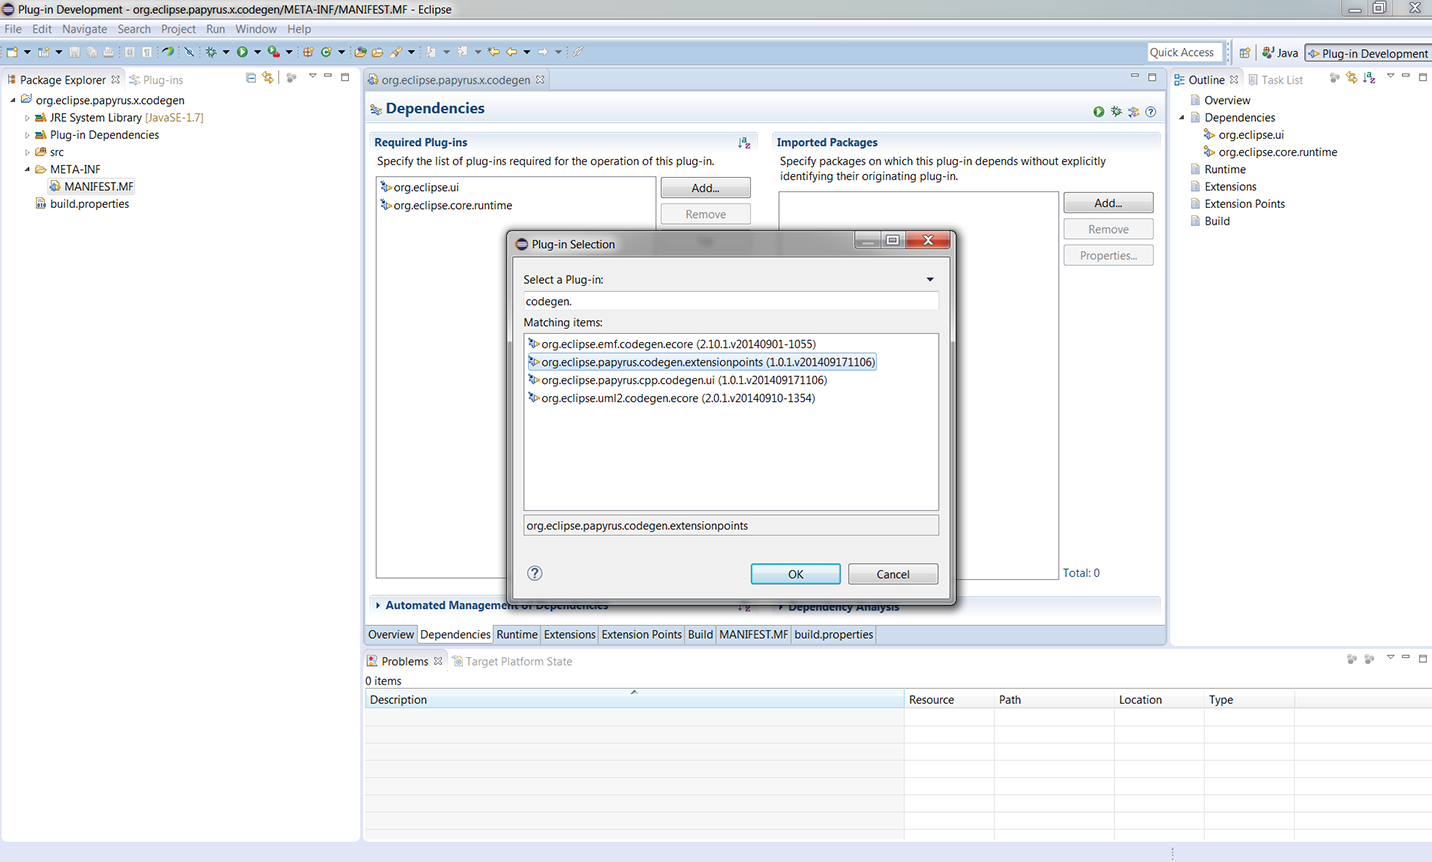 Plug-in Development - org.eclipse.papyrus.x.codegen/META-INF/MANIFEST.MF - Eclipse
File Edit Navigate Search Project Run Window Help
Quick Access Java Plug-in Development
Package Explorer Plug-ins
org.eclipse.papyrus.x.codegen
JRE System Library [JavaSE-1.7]
Plug-in Dependencies
src
META-INF
MANIFEST.MF
build.properties
org.eclipse.papyrus.x.codegen
Dependencies
Required Plug-ins
Specify the list of plug-ins required for the operation of this plug-in.
org.eclipse.ui
org.eclipse.core.runtime
Add...
Remove
Imported Packages
Specify packages on which this plug-in depends without explicitly
identifying their originating plug-in.
Add...
Remove
Properties...
Total: 0
Plug-in Selection
Select a Plug-in:
codegen.
Matching items:
org.eclipse.emf.codegen.ecore (2.10.1.v20140901-1055)
org.eclipse.papyrus.codegen.extensionpoints (1.0.1.v201409171106)
org.eclipse.papyrus.cpp.codegen.ui (1.0.1.v201409171106)
org.eclipse.uml2.codegen.ecore (2.0.1.v20140910-1354)
org.eclipse.papyrus.codegen.extensionpoints
OK Cancel
Automated Management of Dependencies
Dependency Analysis
Overview Dependencies Runtime Extensions Extension Points Build MANIFEST.MF build.properties
Outline Task List
Overview
Dependencies
org.eclipse.ui
org.eclipse.core.runtime
Runtime
Extensions
Extension Points
Build
Problems Target Platform State
0 items
Description Resource Path Location Type